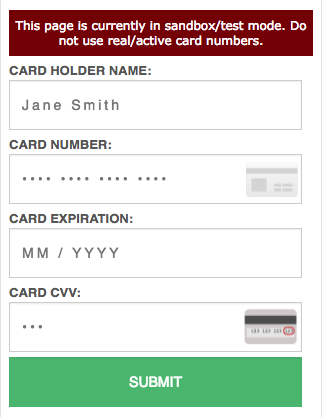 This page is currently in sandbox/test mode. Do
not use real/active card numbers.
CARD HOLDER NAME:
Jane Smith
CARD NUMBER:
•••• •••• •••• ••••
CARD EXPIRATION:
MM / YYYY
CARD CVV:
•••
SUBMIT